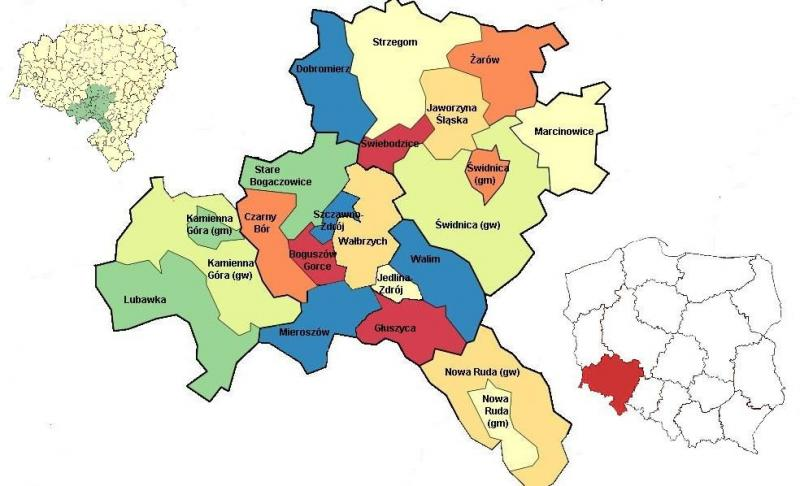 Strzegom
Żarów
Dobromierz
Jaworzyna
Śląska
Marcinowice
Świebodzice
Stare
Bogaczowice
Świdnica
(gm)
Kamienna
Góra (gm)
Czarny
Bór
Szczawno-
Zdrój
Świdnica (gw)
Wałbrzych
Boguszów
Gorce
Walim
Kamienna
Góra (gw)
Jedlina-
Zdrój
Lubawka
Mieroszów
Głuszyca
Nowa Ruda (gw)
Nowa
Ruda
(gm)